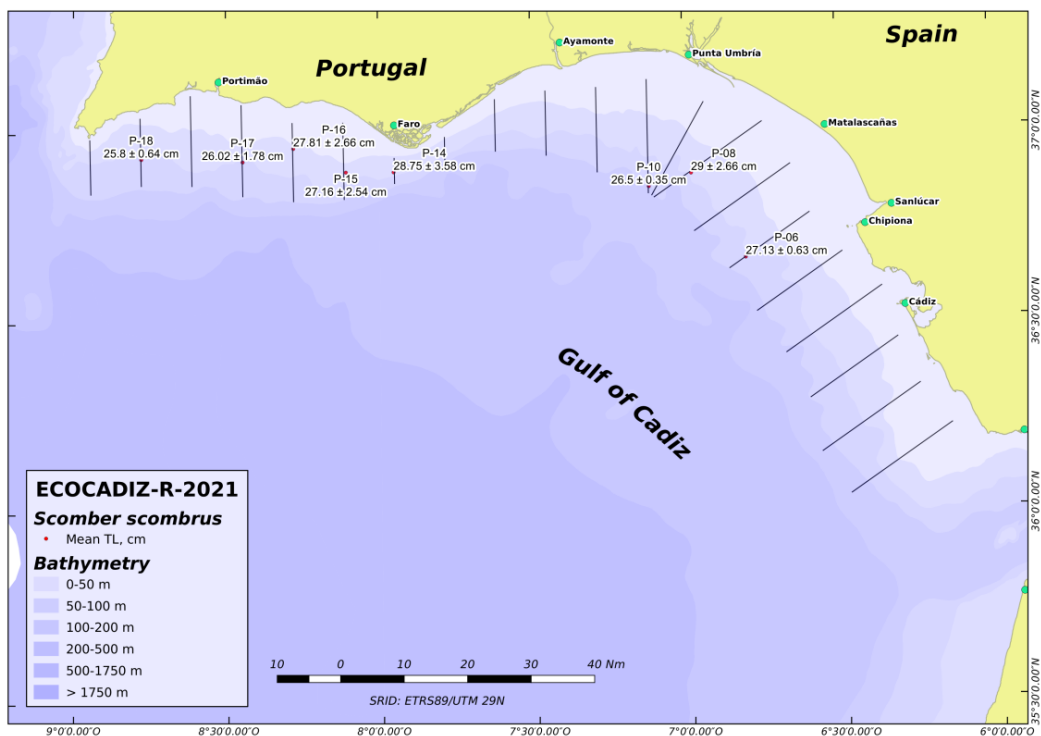 Spain
Ayamonte
Punta Umbría
Portugal
Portimão
Faro
Matalascañas
P-18
25.8 ± 0.64 cm
P-17
26.02 ± 1.78 cm
P-16
27.81 ± 2.66 cm
P-15
27.16 ± 2.54 cm
P-14
28.75 ± 3.58 cm
P-10
26.5 ± 0.35 cm
P-08
29 ± 2.66 cm
Sanlúcar
Chipiona
P-06
27.13 ± 0.63 cm
Cádiz
Gulf of Cadiz
ECOCADIZ-R-2021
Scomber scombrus
Mean TL, cm
Bathymetry
0-50 m
50-100 m
100-200 m
200-500 m
500-1750 m
> 1750 m
10 0 10 20 30 40 Nm
SRID: ETRS89/UTM 29N
37°0'0.00"N
36°30'0.00"N
36°0'0.00"N
35°30'0.00"N
9°0'0.00"O 8°30'0.00"O 8°0'0.00"O 7°30'0.00"O 7°0'0.00"O 6°30'0.00"O 6°0'0.00"O